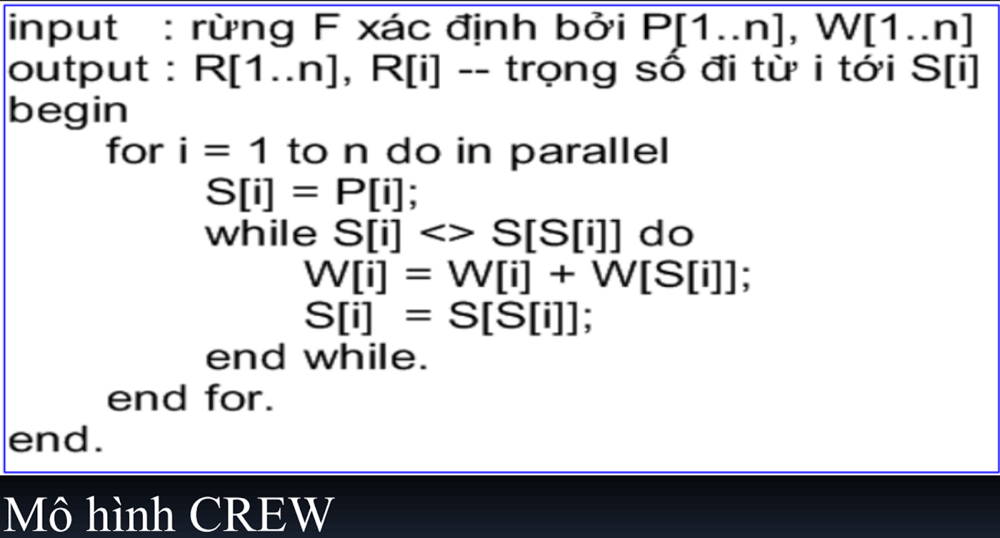 input : rừng F xác định bởi P[1..n], W[1..n]
output : R[1..n], R[i] -- trọng số đi từ i tới S[i]
begin
for i = 1 to n do in parallel
S[i] = P[i];
while S[i] <> S[S[i]] do
W[i] = W[i] + W[S[i]];
S[i] = S[S[i]];
end while.
end for.
end.
Mô hình CREW